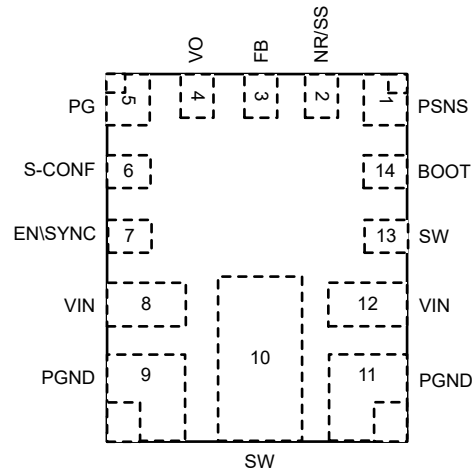 VO FB NR/SS
PG 5 4 3 2 1 PSNS
S-CONF 6 14 BOOT
EN\SYNC 7 13 SW
VIN 8 12 VIN
10
PGND 9 11 PGND
SW